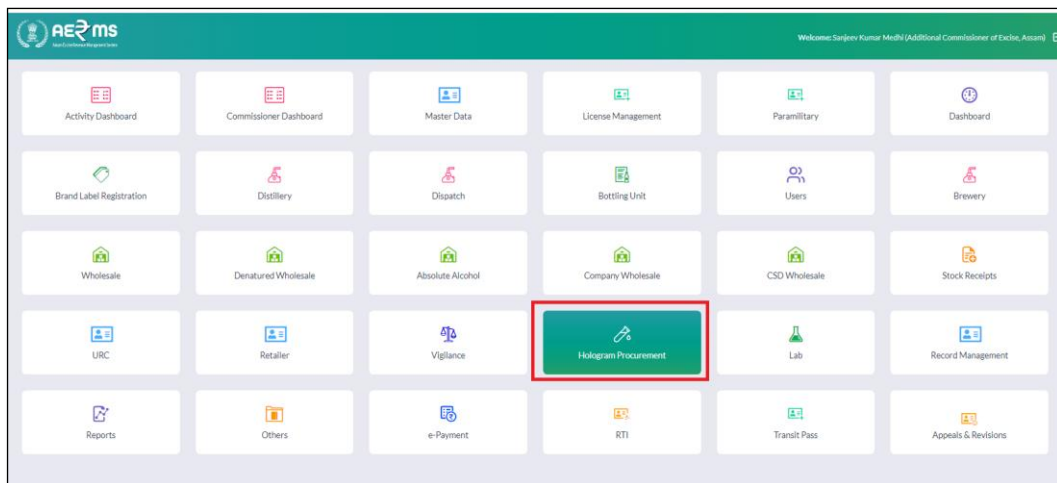 AERMS
Welcome: Sanjeev Kumar Medhi (Additional Commissioner of Excise, Assam)
Activity Dashboard
Commissioner Dashboard
Master Data
License Management
Paramilitary
Dashboard
Brand Label Registration
Distillery
Dispatch
Bottling Unit
Users
Brewery
Wholesale
Denatured Wholesale
Absolute Alcohol
Company Wholesale
CSD Wholesale
Stock Receipts
URC
Retailer
Vigilance
Hologram Procurement
Lab
Record Management
Reports
Others
e-Payment
RTI
Transit Pass
Appeals & Revisions